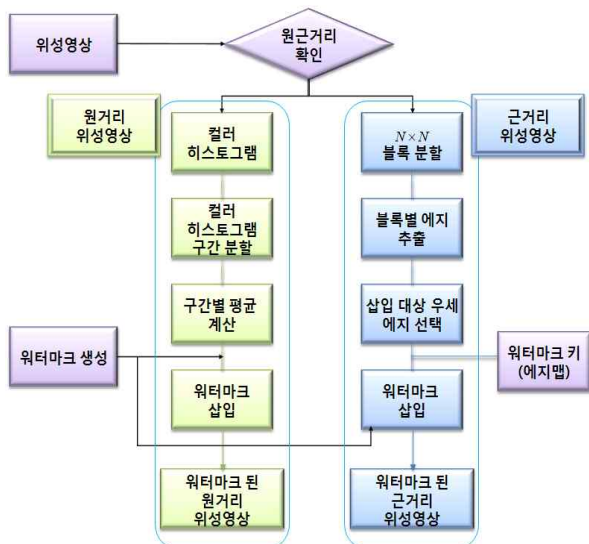 위성영상
원근거리
확인
원거리
위성영상
컬러
히스토그램
N×N
블록 분할
근거리
위성영상
컬러
히스토그램
구간 분할
블록별 에지
추출
구간별 평균
계산
삽입 대상 우세
에지 선택
워터마크 생성
워터마크 키
(에지맵)
워터마크
삽입
워터마크
삽입
워터마크 된
원거리
위성영상
워터마크 된
근거리
위성영상